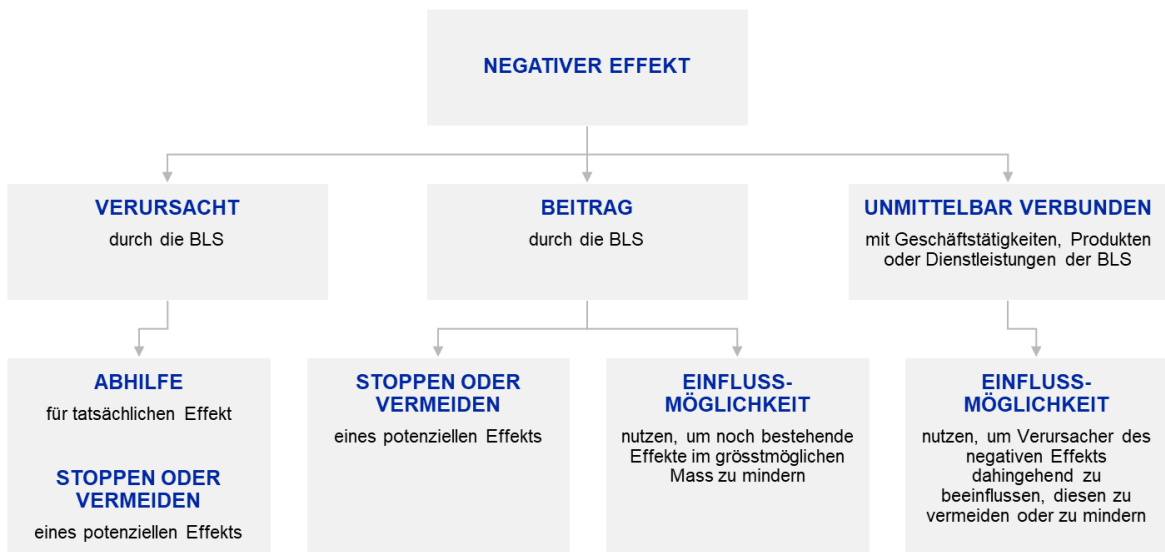 NEGATIVER EFFEKT
VERURSACHT
durch die BLS
BEITRAG
durch die BLS
UNMITTELBAR VERBUNDEN
mit Geschäftstätigkeiten, Produkten
oder Dienstleistungen der BLS
ABHILFE
für tatsächlichen Effekt
STOPPEN ODER
VERMEIDEN
eines potenziellen Effekts
STOPPEN ODER
VERMEIDEN
eines potenziellen Effekts
EINFLUSS-
MÖGLICHKEIT
nutzen, um noch bestehende
Effekte im grösstmöglichen
Mass zu mindern
EINFLUSS-
MÖGLICHKEIT
nutzen, um Verursacher des
negativen Effekts
dahingehend zu
beeinflussen, diesen zu
vermeiden oder zu mindern